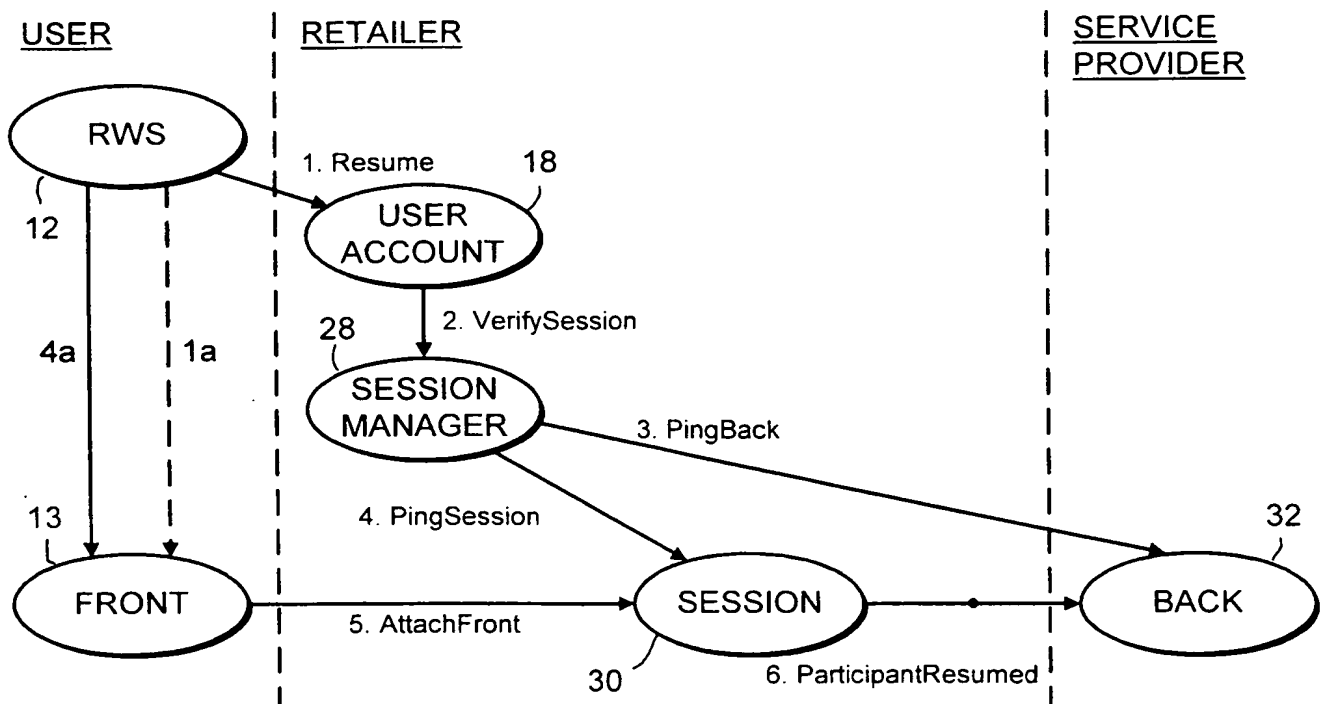 USER
RETAILER
SERVICE
PROVIDER
RWS
12
1. Resume
18
USER
ACCOUNT
2. VerifySession
28
4a
1a
SESSION
MANAGER
3. PingBack
4. PingSession
13
32
FRONT
5. AttachFront
SESSION
BACK
30
6. ParticipantResumed